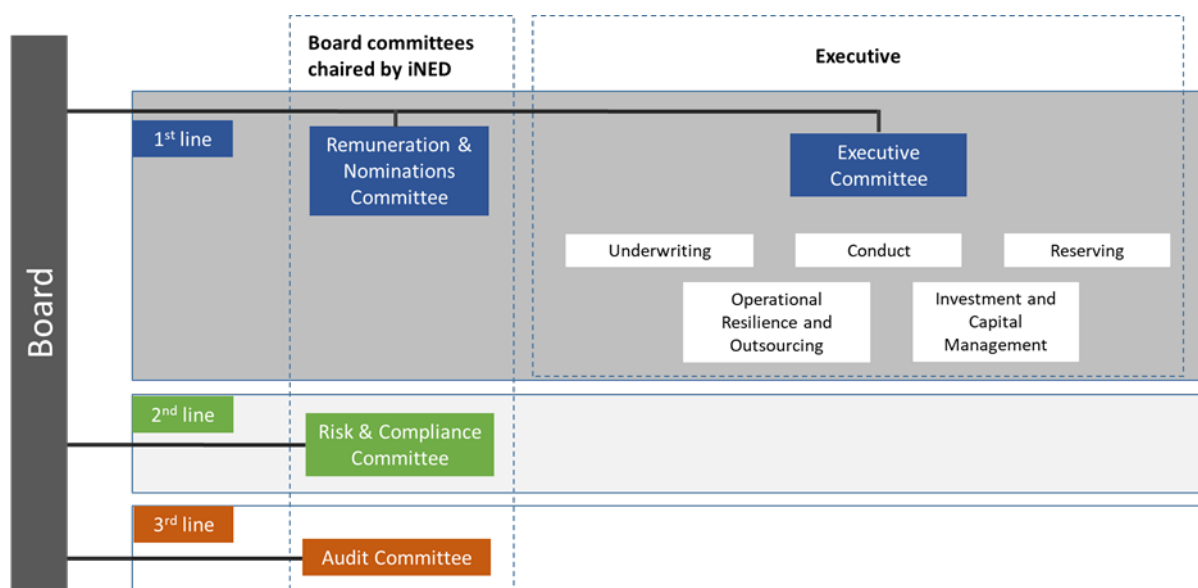 Board committees
chaired by iNED
Executive
Board
1st line
Remuneration &
Nominations
Committee
Executive
Committee
Underwriting
Conduct
Reserving
Operational
Resilience and
Outsourcing
Investment and
Capital
Management
2nd line
Risk & Compliance
Committee
3rd line
Audit Committee